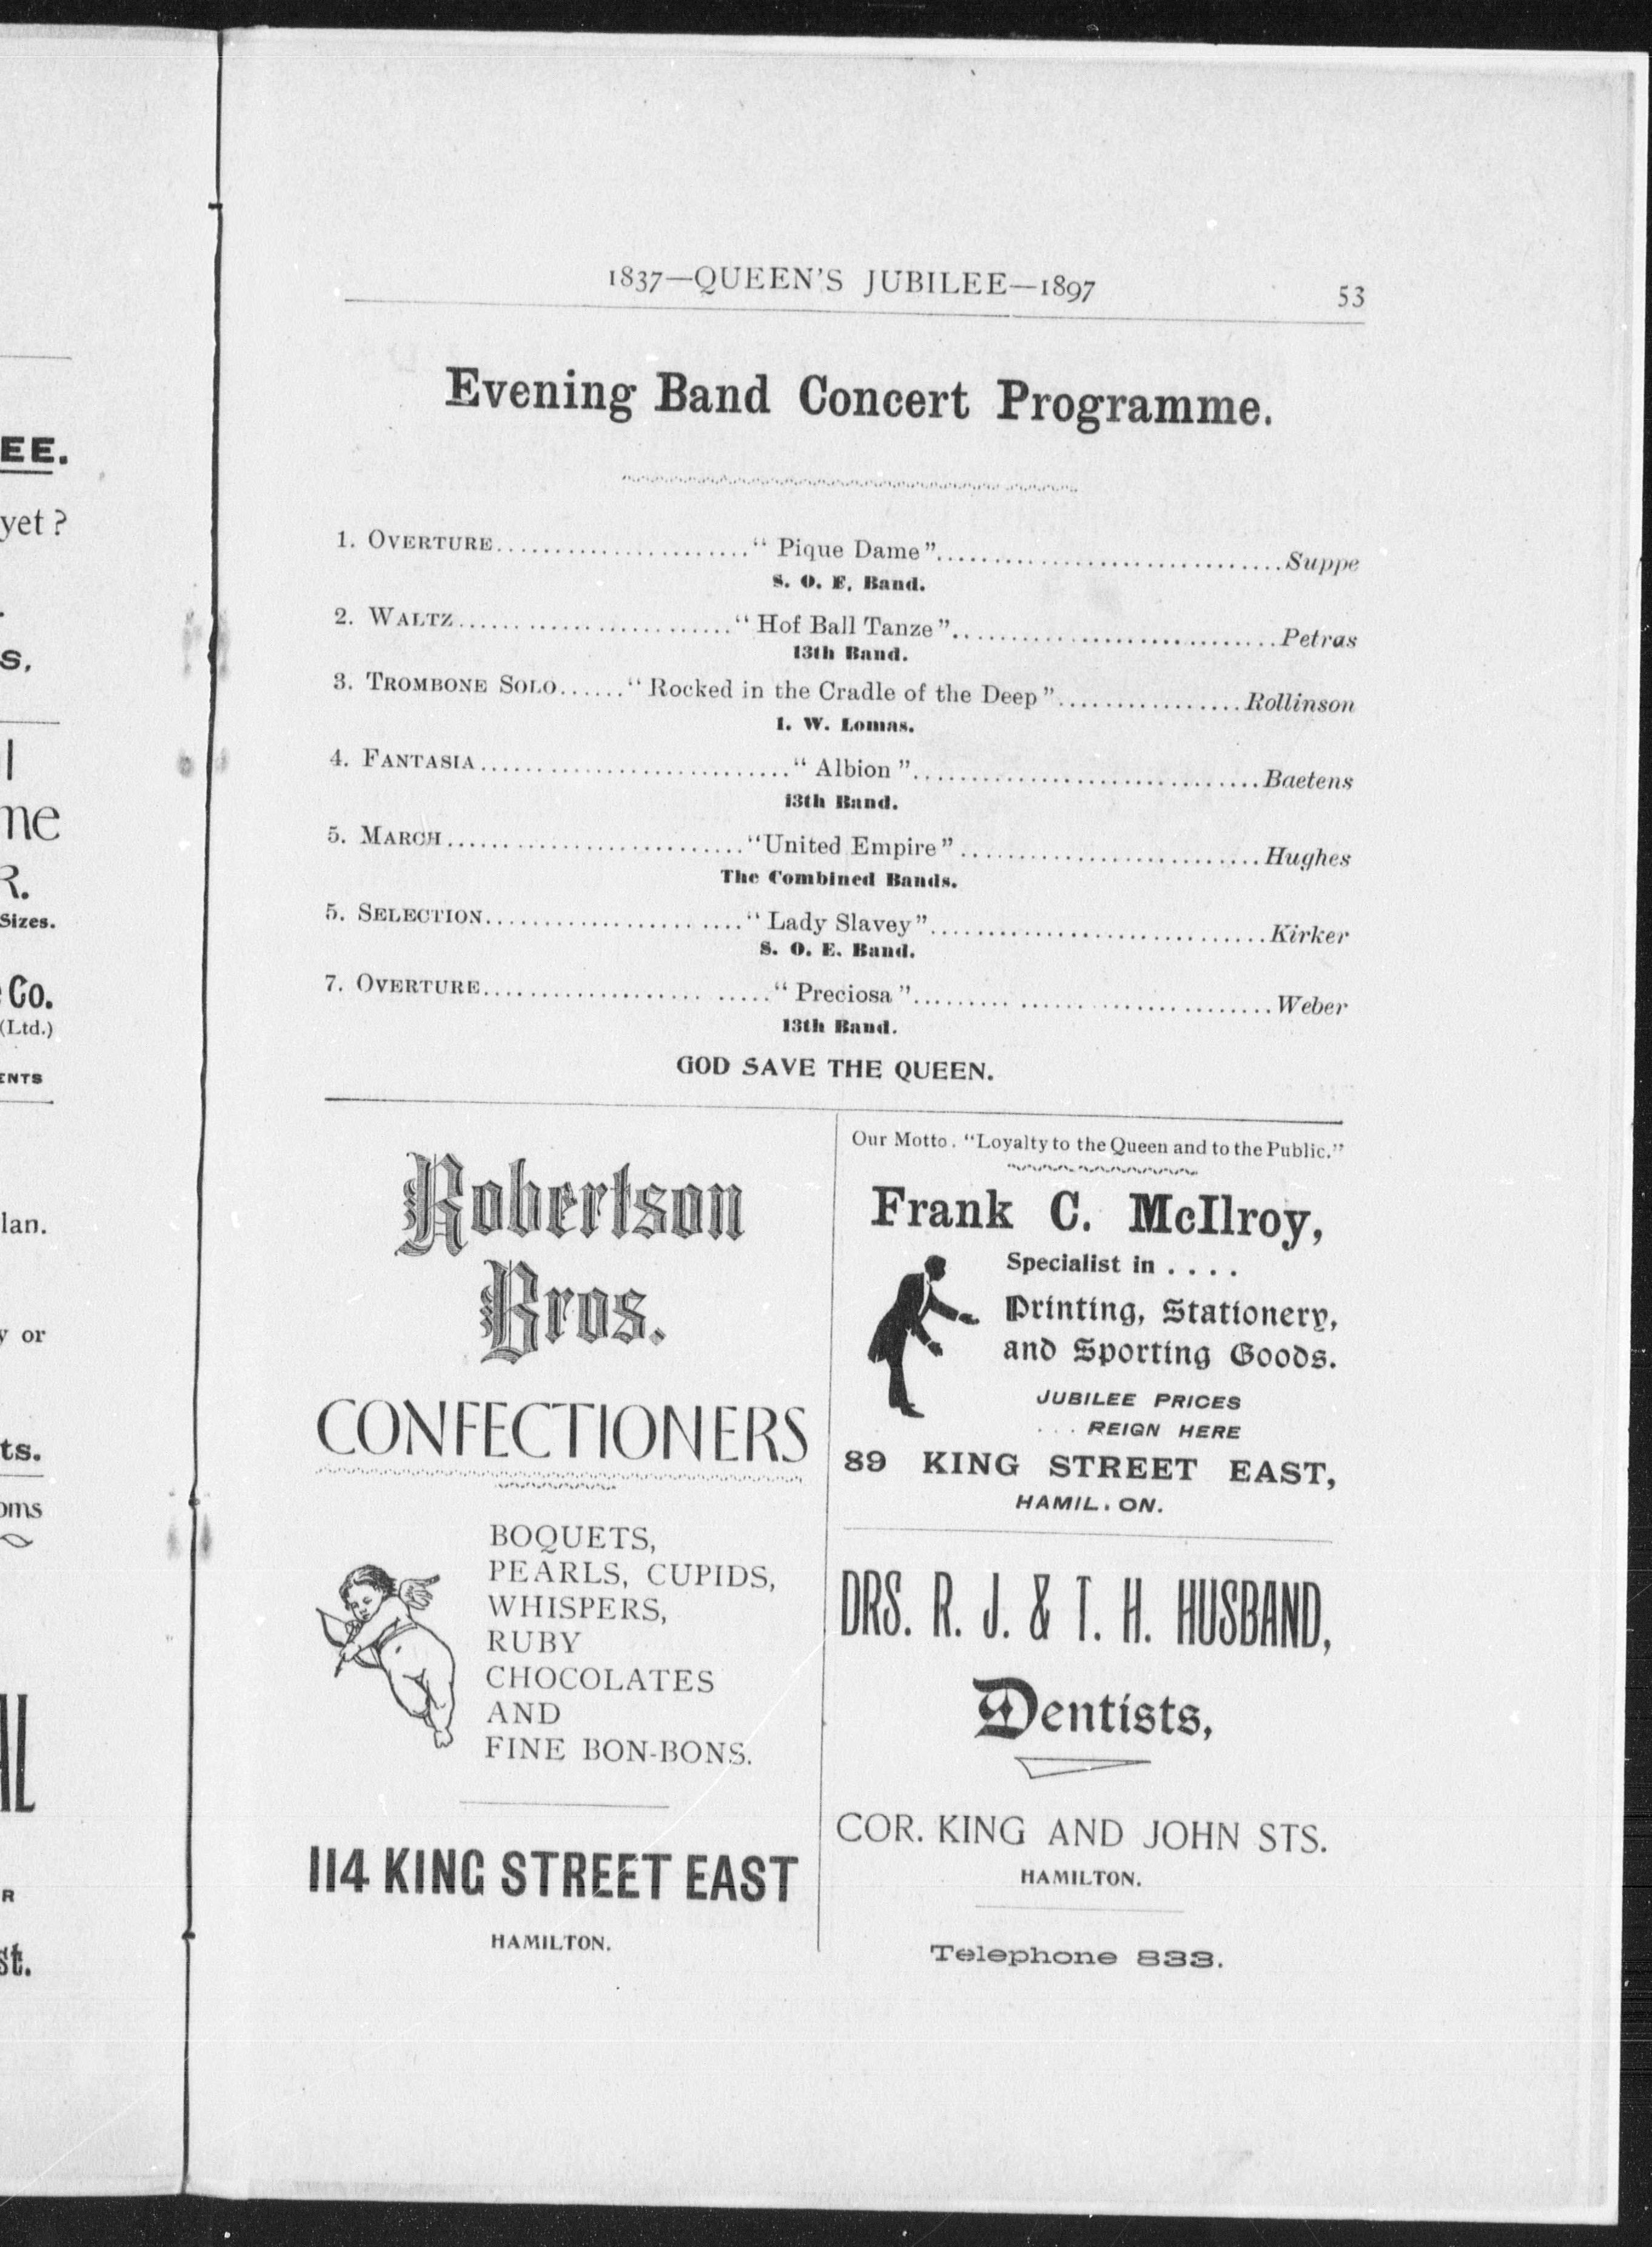 EE.
yet ?
s,
me
R.
Sizes.
Co.
(Ltd.)
ENTS
lan.
y or
ts.
oms
AL
R
st.
1837—QUEEN'S JUBILEE—1897 53
Evening Band Concert Programme.
1. OVERTURE......................" Pique Dame"..............................Suppe
S. O. E. Band.
2. WALTZ........................" Hof Ball Tanze"............................Petras
13th Band.
3. TROMBONE SOLO......" Rocked in the Cradle of the Deep"................Rollinson
I. W. Lomas.
4. FANTASIA..........................." Albion"..............................Baetens
13th Band.
5. MARCH.........................."United Empire"..........................Hughes
The Combined Bands.
5. SELECTION......................." Lady Slavey".............................Kirker
S. O. E. Band.
7. OVERTURE........................." Preciosa"...............................Weber
13th Band.
GOD SAVE THE QUEEN.
Robertson
Bros.
CONFECTIONERS
BOQUETS,
PEARLS, CUPIDS,
WHISPERS,
RUBY
CHOCOLATES
AND
FINE BON-BONS.
114 KING STREET EAST
HAMILTON.
Our Motto. "Loyalty to the Queen and to the Public."
Frank C. McIlroy,
Specialist in . . . .
Printing, Stationery,
and Sporting Goods.
JUBILEE PRICES
. . . REIGN HERE
89 KING STREET EAST,
HAMIL. ON.
DRS. R. J. & T. H. HUSBAND,
Dentists,
COR. KING AND JOHN STS.
HAMILTON.
Telephone 833.